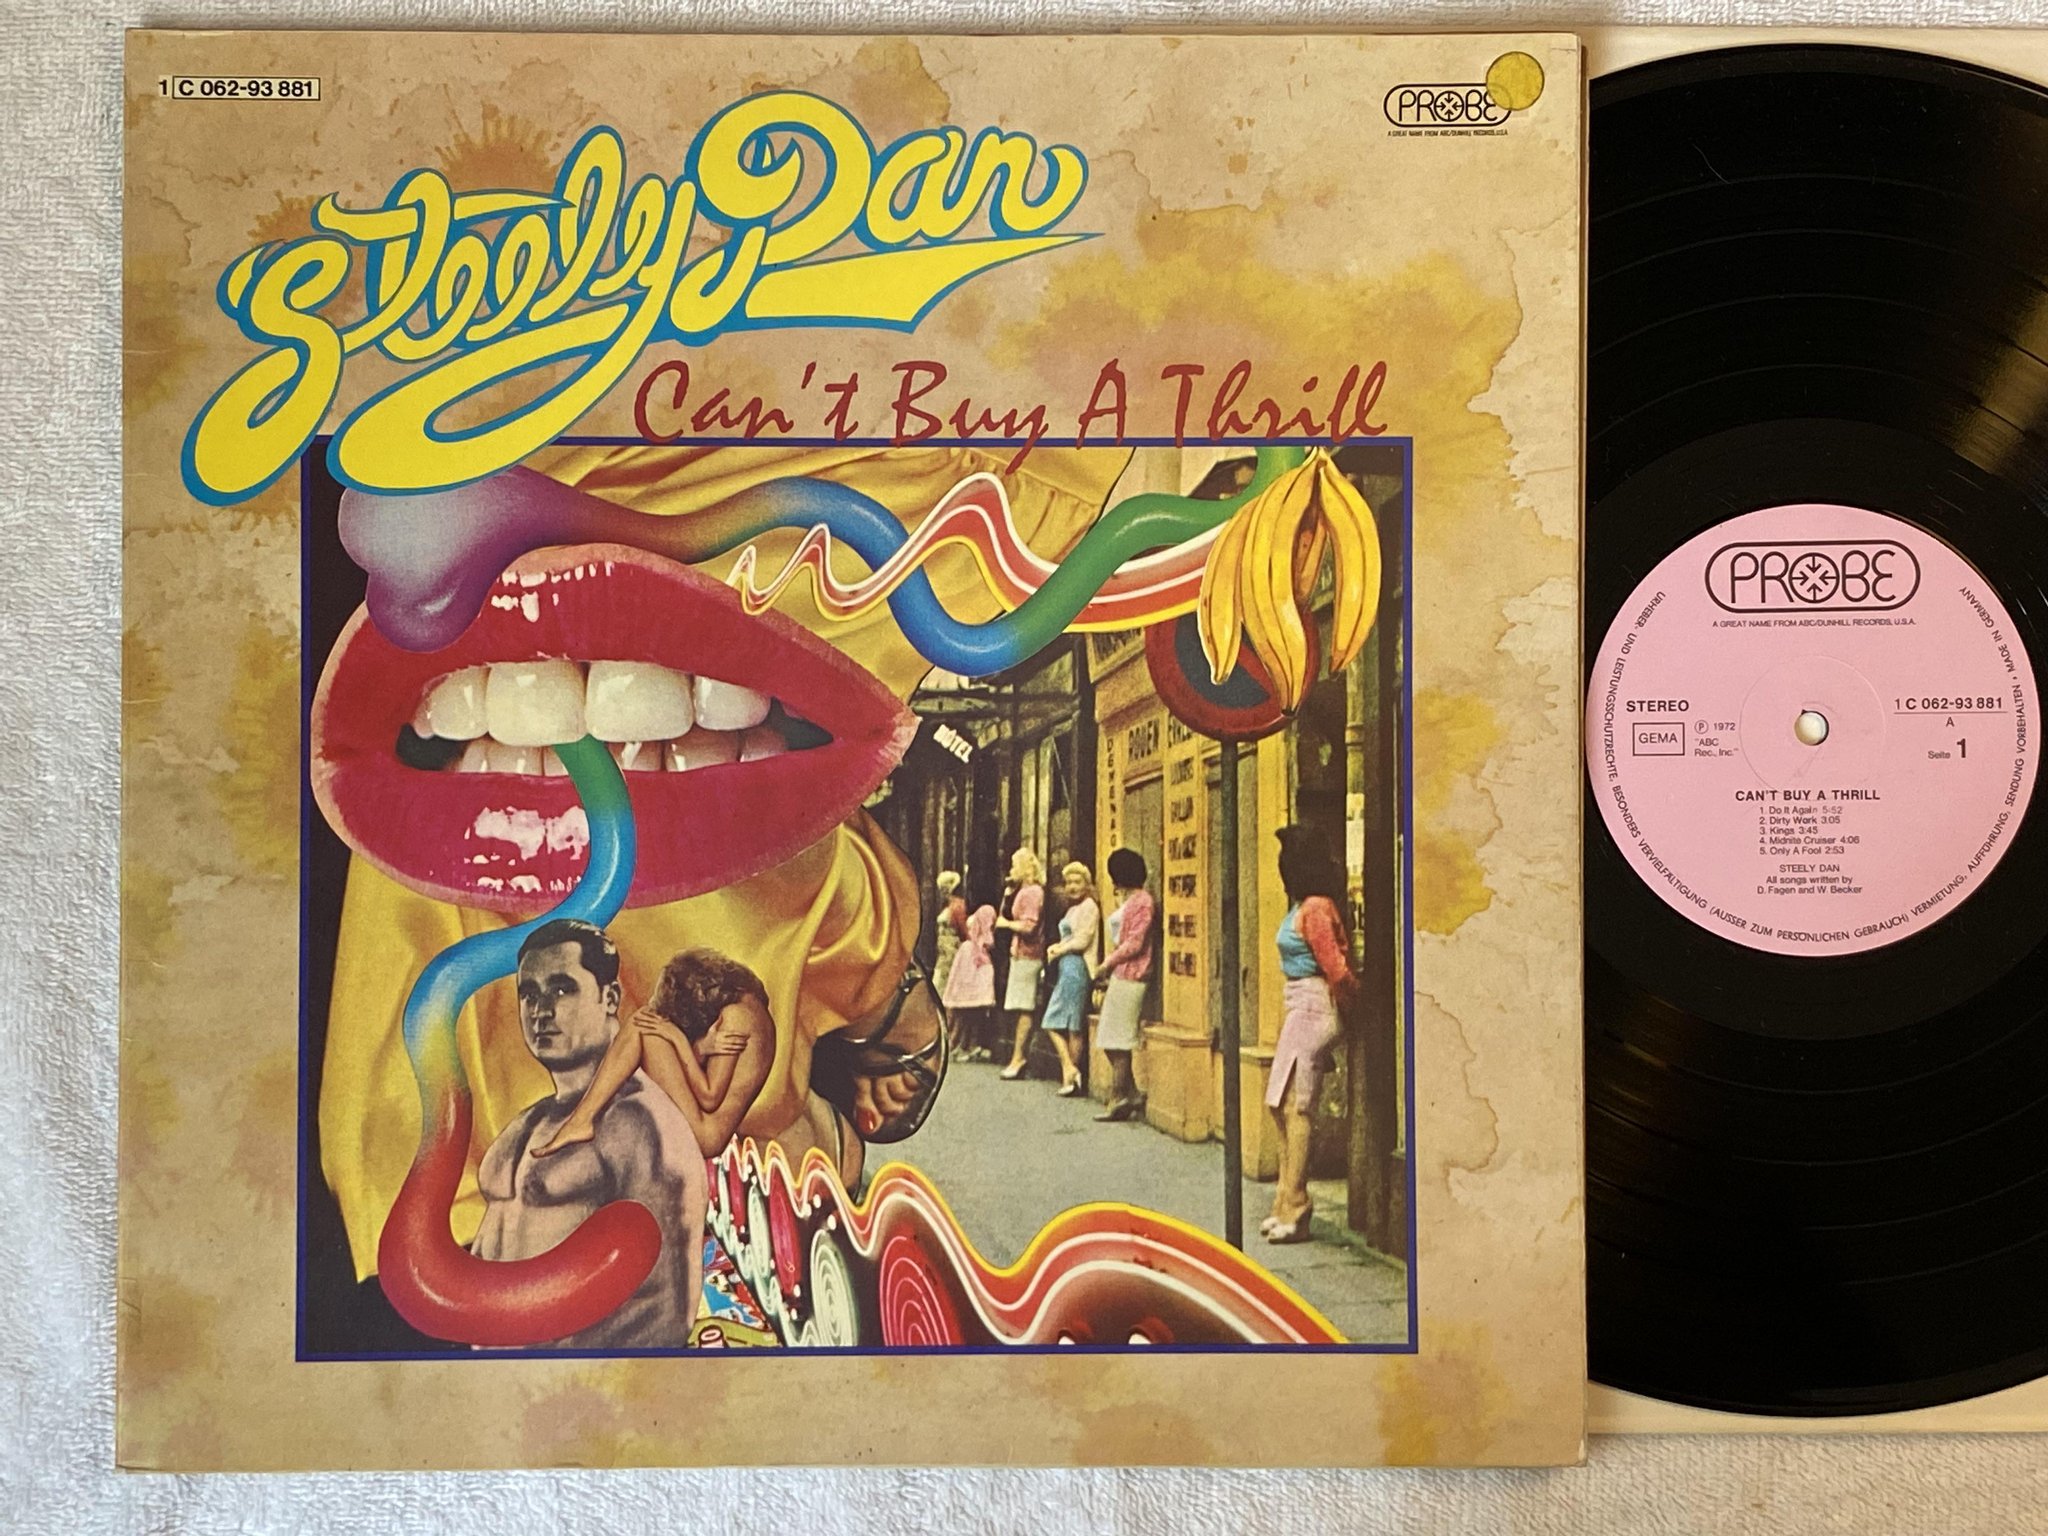 1 C 062-93 881
PROBE
A GREAT NAME FROM ABC/DUNHILL RECORDS, U.S.A.
Steely Dan
Can't Buy A Thrill
HOTEL
ROUEN
PROBE
A GREAT NAME FROM ABC/DUNHILL RECORDS, U.S.A.
URHEBER- UND LEISTUNGSSCHUTZRECHTE, BESONDERS VERVIELFÄLTIGUNG (AUSSER ZUM PERSÖNLICHEN GEBRAUCH) VERMIETUNG, AUFFÜHRUNG, SENDUNG VORBEHALTEN • MADE IN GERMANY
STEREO
1 C 062-93 881
A
GEMA
℗ 1972
"ABC
Rec., Inc."
Seite 1
CAN'T BUY A THRILL
1. Do It Again 5:52
2. Dirty Work 3:05
3. Kings 3:45
4. Midnite Cruiser 4:06
5. Only A Fool 2:53
STEELY DAN
All songs written by
D. Fagen and W. Becker